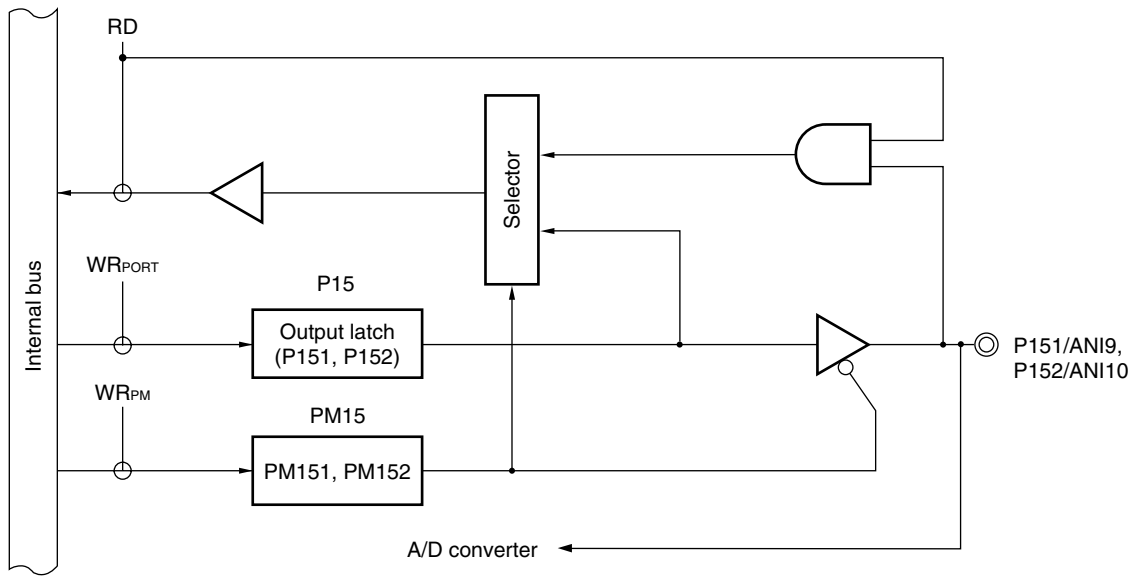 RD
Selector
Internal bus
WRPORT
P15
Output latch
(P151, P152)
P151/ANI9,
P152/ANI10
WRPM
PM15
PM151, PM152
A/D converter